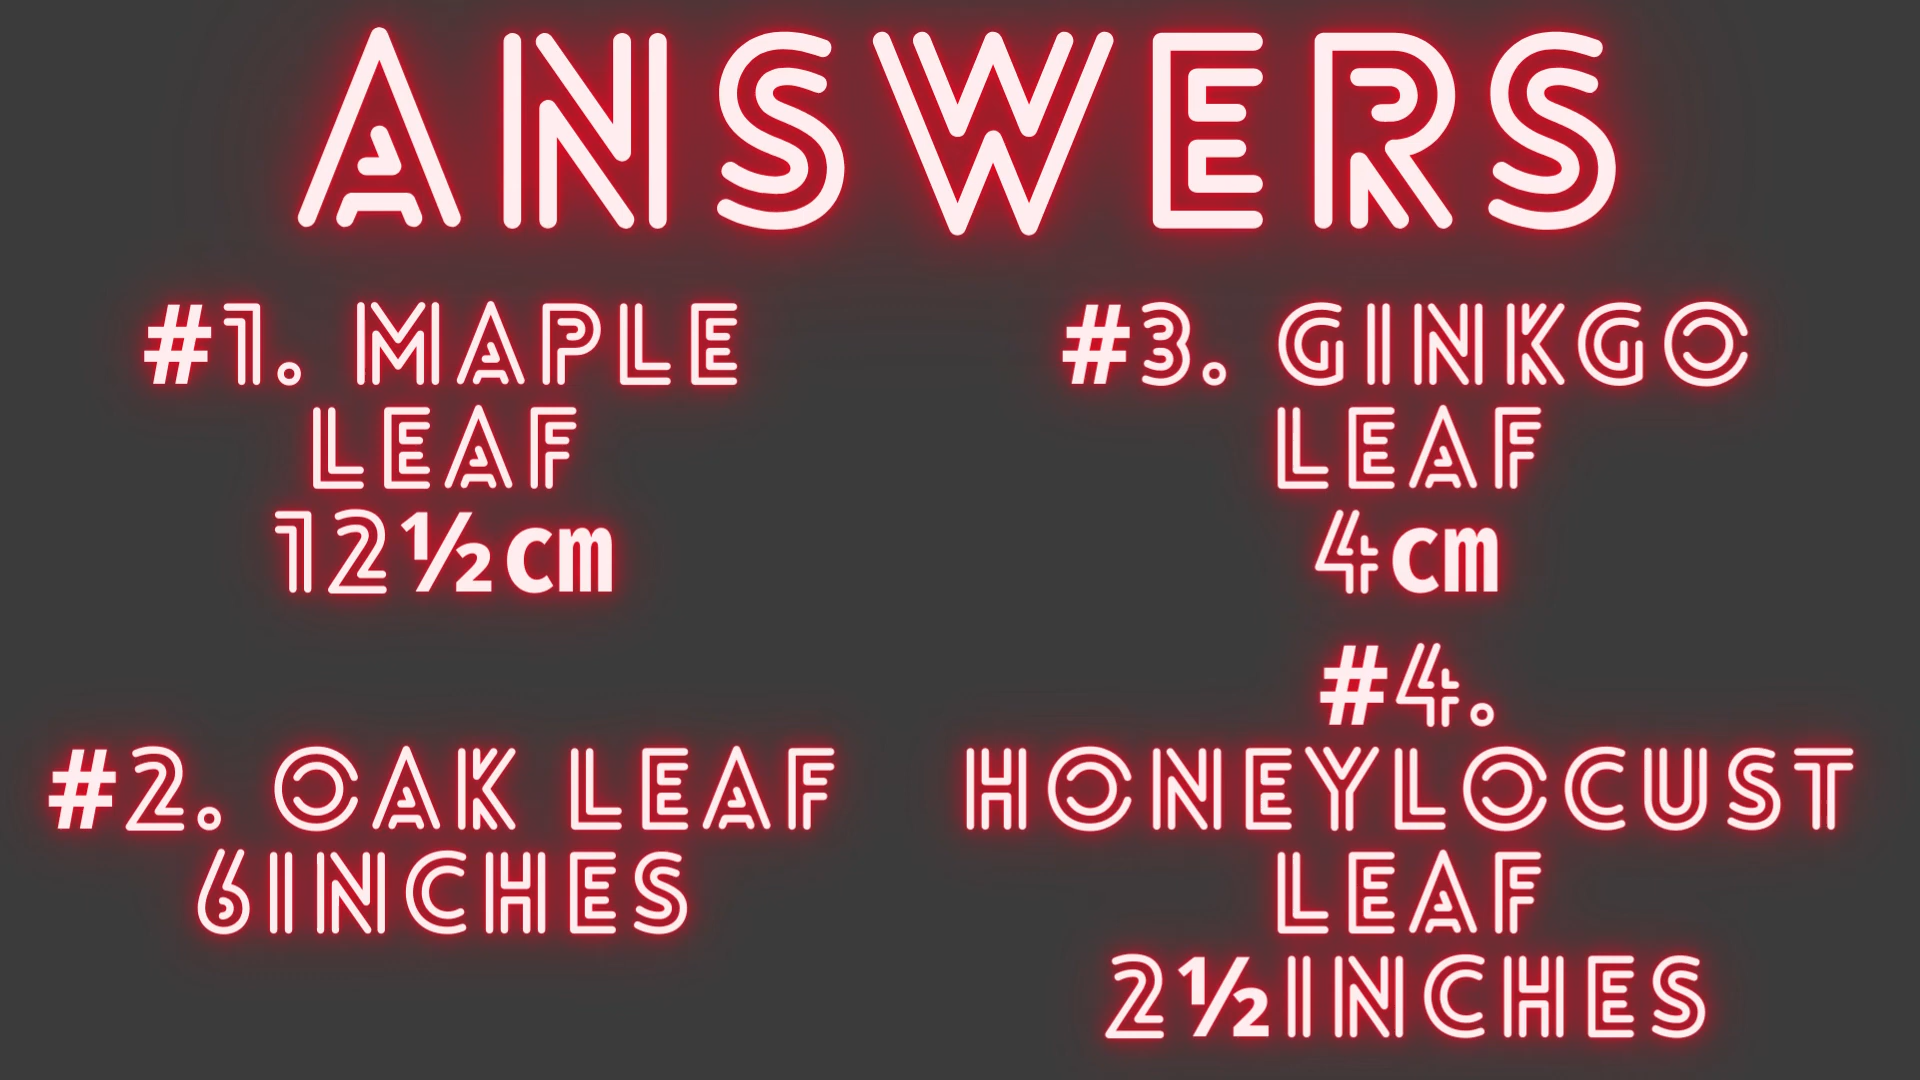 ANSWERS
#1. MAPLE
LEAF
12½cm
#2. OAK LEAF
6INCHES
#3. GINKGO
LEAF
4cm
#4.
HONEYLOCUST
LEAF
2½INCHES